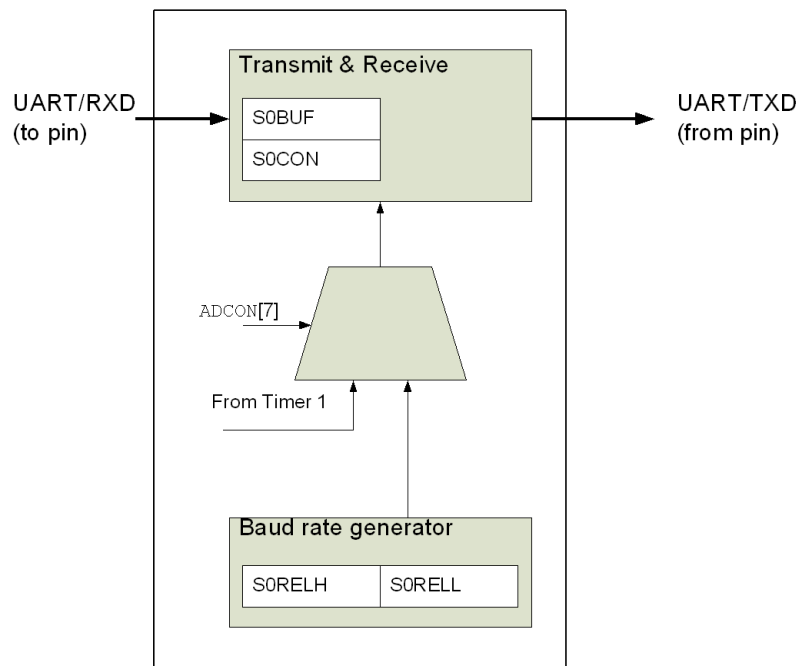 Transmit & Receive
UART/RXD
(to pin)
UART/TXD
(from pin)
S0BUF
S0CON
ADCON[7]
From Timer 1
Baud rate generator
S0RELH
S0RELL